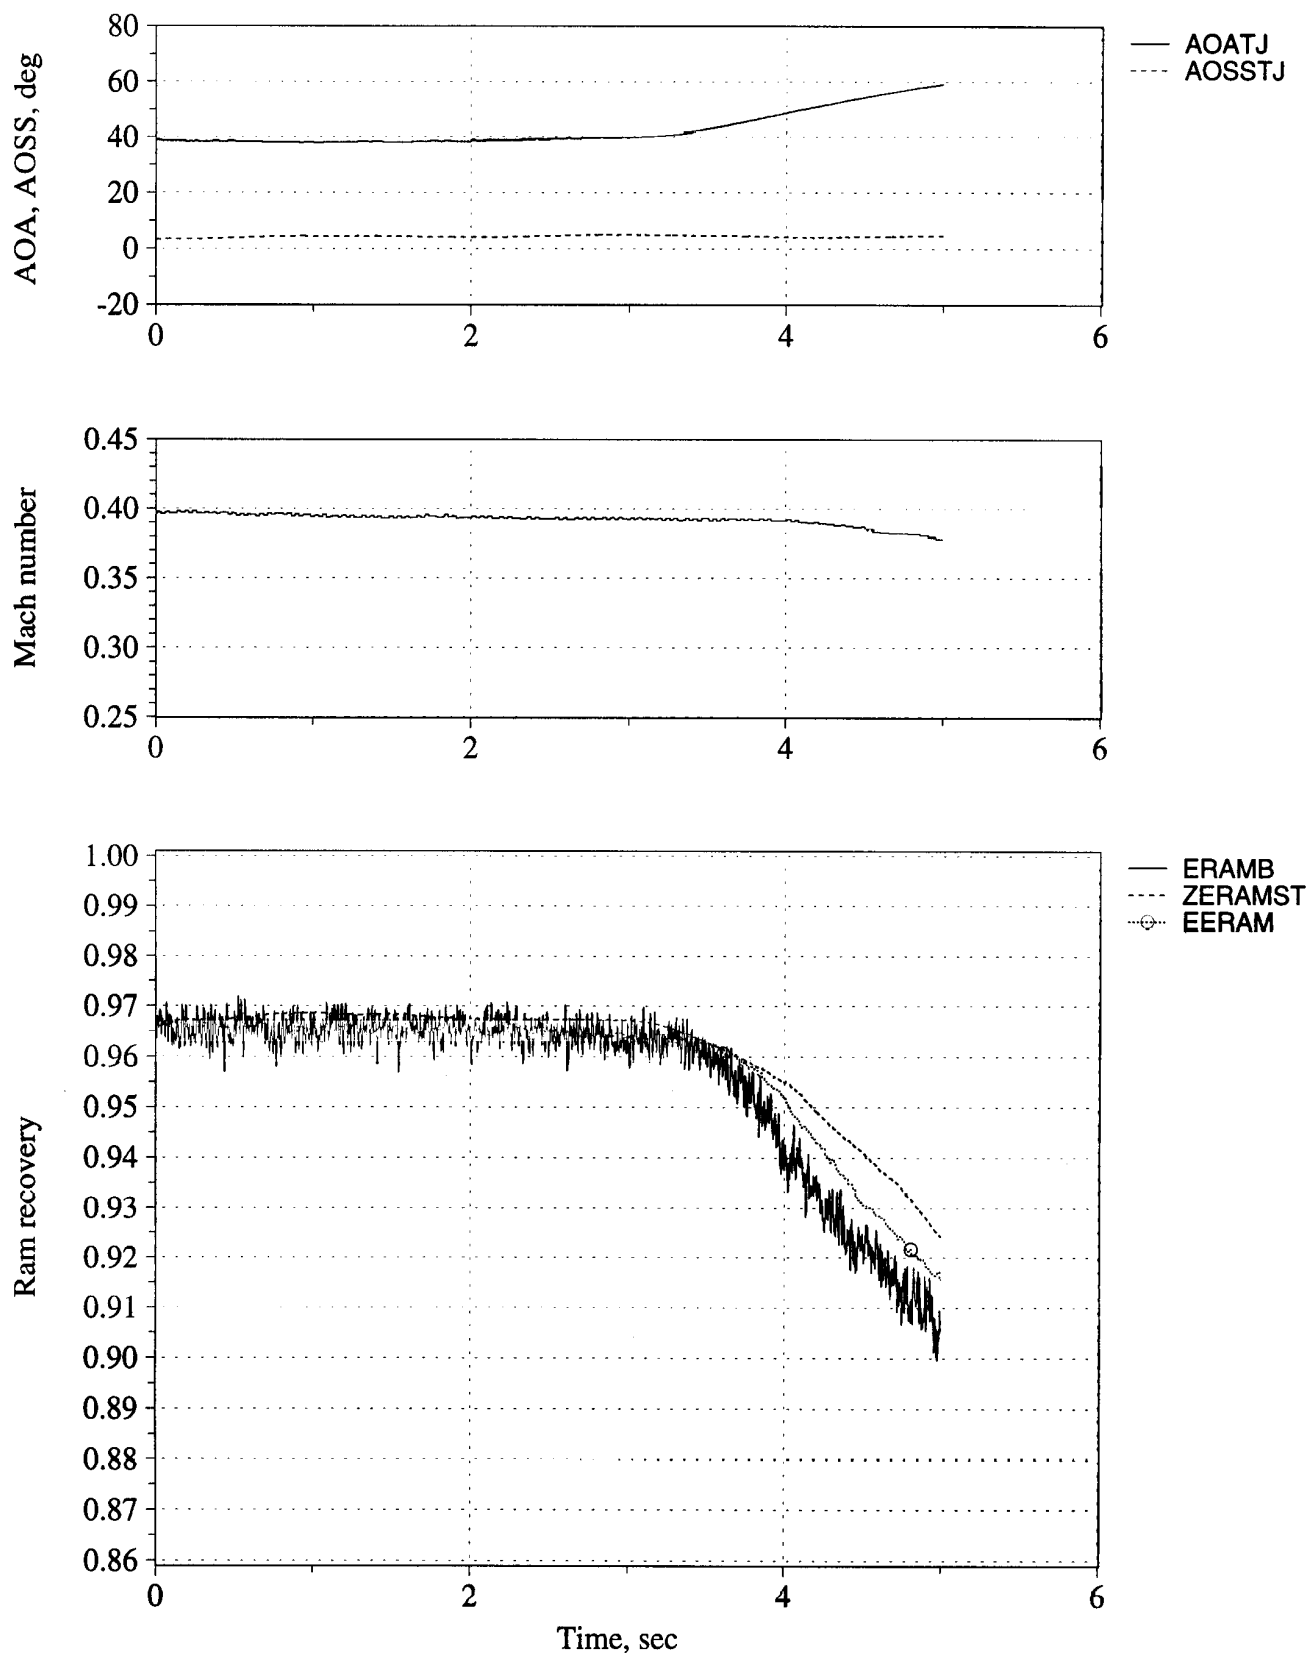 AOA, AOSS, deg
80
60
40
20
0
-20
0 2 4 6
AOATJ
AOSSTJ
Mach number
0.45
0.40
0.35
0.30
0.25
0 2 4 6
Ram recovery
1.00
0.99
0.98
0.97
0.96
0.95
0.94
0.93
0.92
0.91
0.90
0.89
0.88
0.87
0.86
0 2 4 6
Time, sec
ERAMB
ZERAMST
EERAM